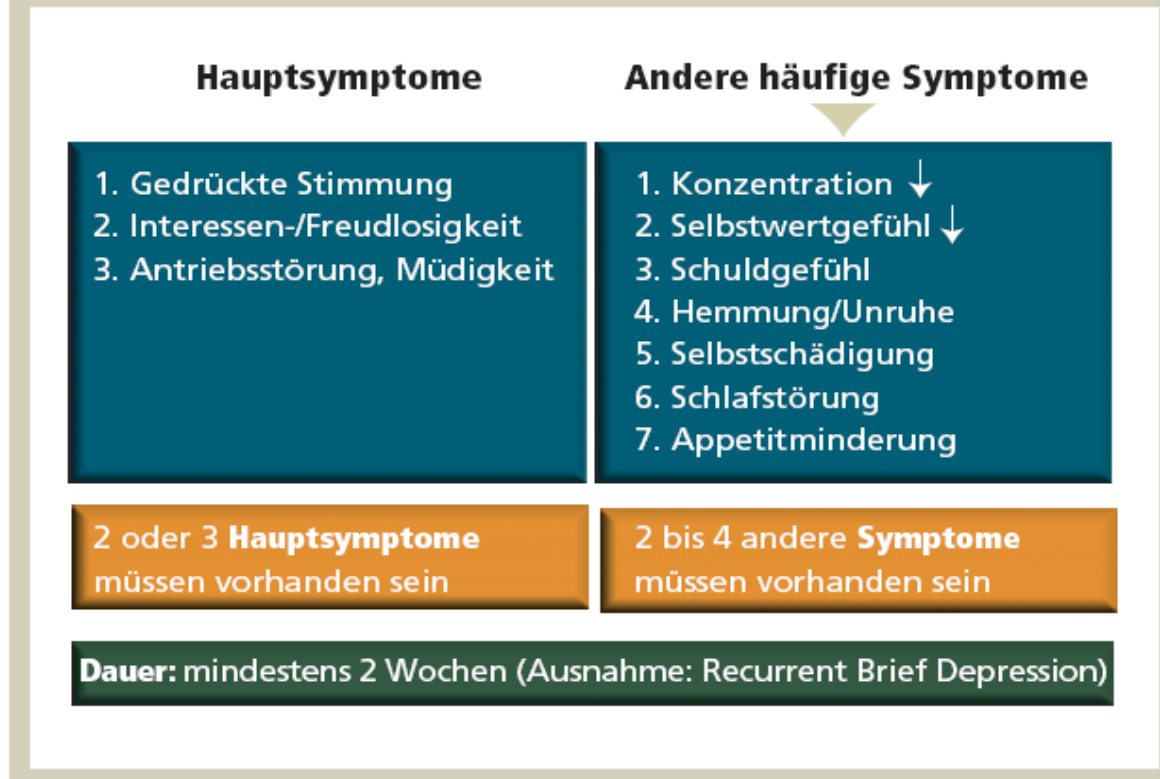 Hauptsymptome
1. Gedrückte Stimmung
2. Interessen-/Freudlosigkeit
3. Antriebsstörung, Müdigkeit
2 oder 3 Hauptsymptome
müssen vorhanden sein
Andere häufige Symptome
1. Konzentration ↓
2. Selbstwertgefühl ↓
3. Schuldgefühl
4. Hemmung/Unruhe
5. Selbstschädigung
6. Schlafstörung
7. Appetitminderung
2 bis 4 andere Symptome
müssen vorhanden sein
Dauer: mindestens 2 Wochen (Ausnahme: Recurrent Brief Depression)